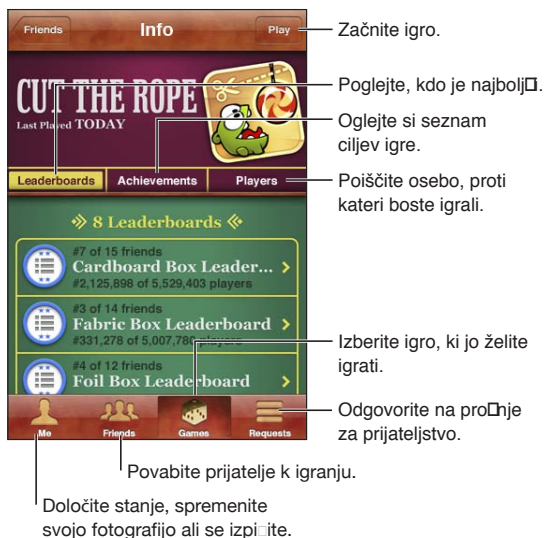 Friends
Info
Play
Začnite igro.
CUT THE ROPE
Last Played TODAY
Poglejte, kdo je
Oglejte si seznam
ciljev igre.
Leaderboards
Achievements
Players
Poiščite osebo, proti
kateri boste igrali.
8 Leaderboards
#7 of 15 friends
Cardboard Box Leader...
#2,125,898 of 5,529,403 players
#3 of 14 friends
Fabric Box Leaderboard
#331,278 of 5,007,780 players
#4 of 12 friends
Foil Box Leaderboard
Izberite igro, ki jo želite
igrati.
Me
Friends
Games
Requests
Odgovorite na
za prijateljstvo.
Povabite prijatelje k igranju.
Določite stanje, spremenite
svojo fotografijo ali se